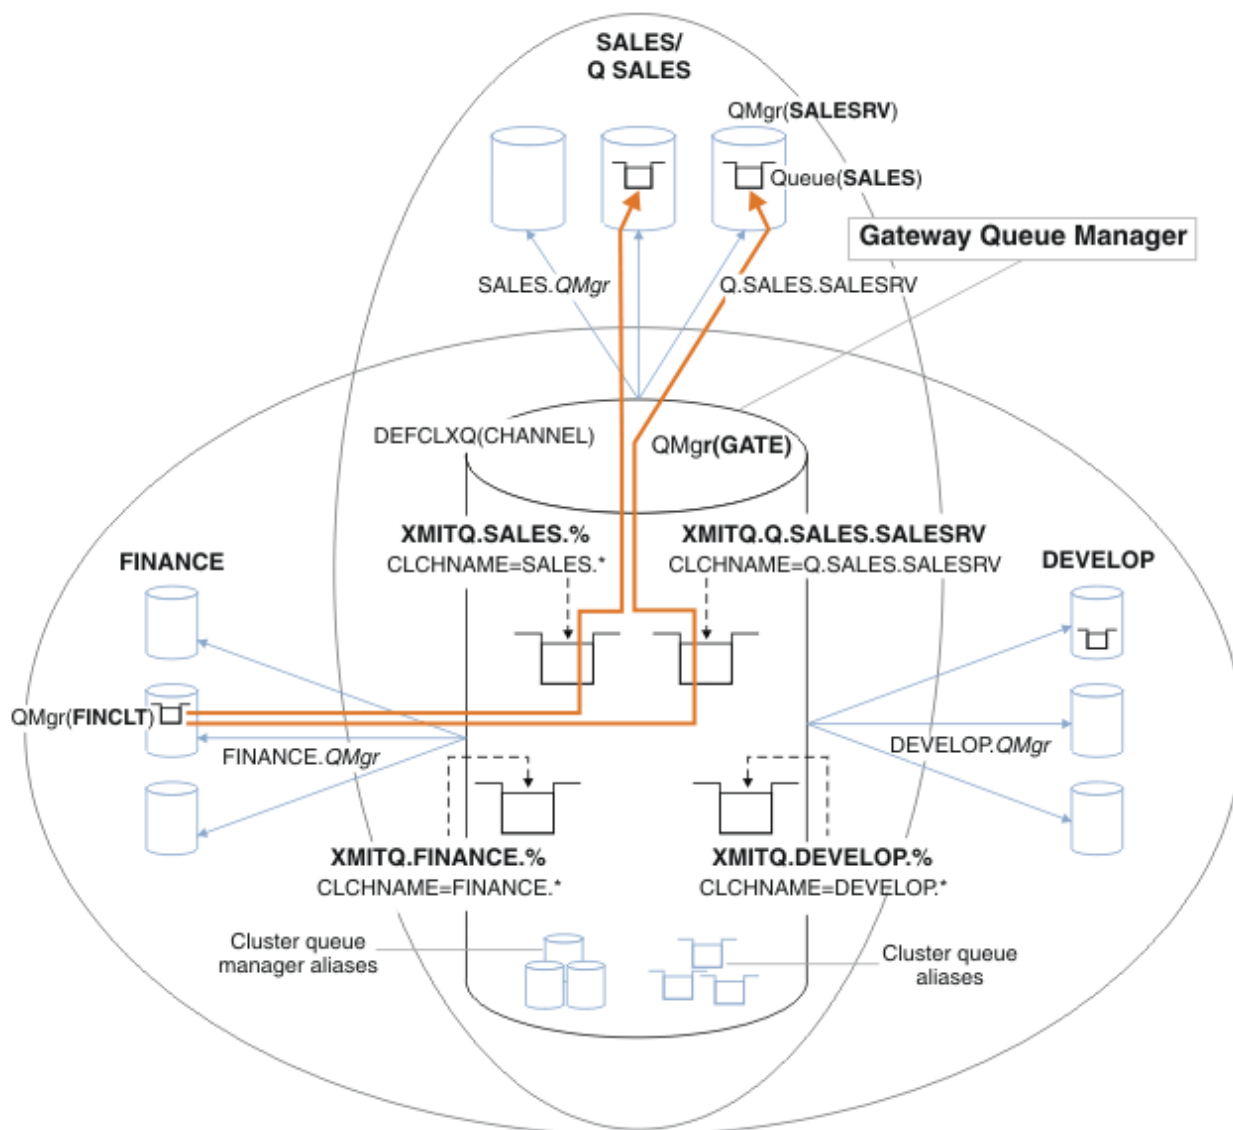 SALES/
Q SALES
QMgr(SALESRV)
Queue(SALES)
Gateway Queue Manager
SALES.QMgr
Q.SALES.SALESRV
DEFCLXQ(CHANNEL)
QMgr(GATE)
XMITQ.SALES.%
CLCHNAME=SALES.*
XMITQ.Q.SALES.SALESRV
CLCHNAME=Q.SALES.SALESRV
FINANCE
DEVELOP
QMgr(FINCLT)
FINANCE.QMgr
DEVELOP.QMgr
XMITQ.FINANCE.%
CLCHNAME=FINANCE.*
XMITQ.DEVELOP.%
CLCHNAME=DEVELOP.*
Cluster queue
manager aliases
Cluster queue
aliases